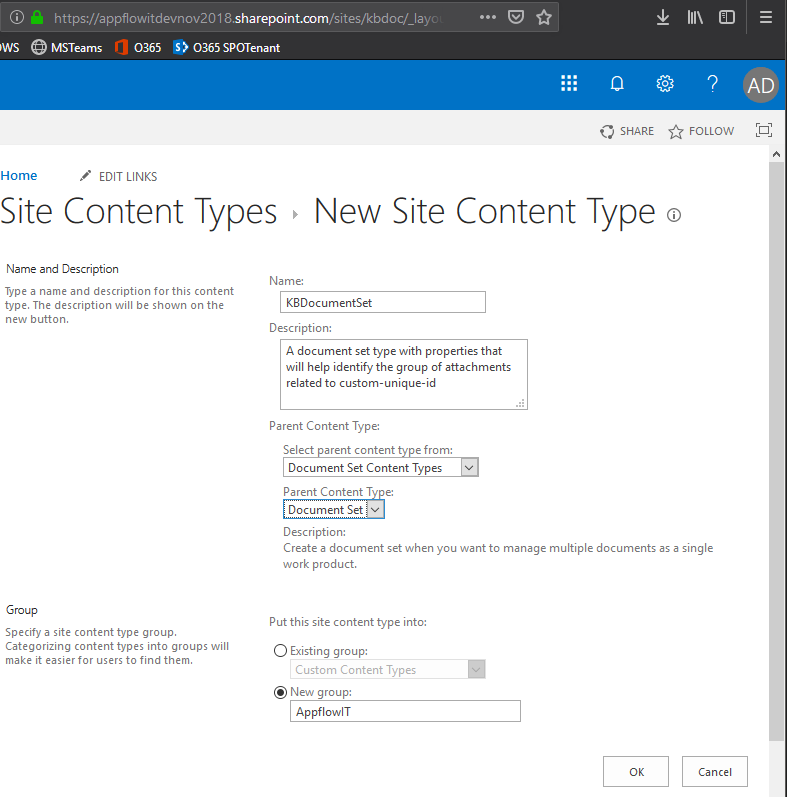 https://appflowitdevnov2018.sharepoint.com/sites/kbdoc/_layou
OWS MSTeams O365 O365 SPOTenant
AD
SHARE FOLLOW
Home EDIT LINKS
Site Content Types New Site Content Type
Name and Description
Type a name and description for this content
type. The description will be shown on the
new button.
Name:
KBDocumentSet
Description:
A document set type with properties that
will help identify the group of attachments
related to custom-unique-id
Parent Content Type:
Select parent content type from:
Document Set Content Types
Parent Content Type:
Document Set
Description:
Create a document set when you want to manage multiple documents as a single
work product.
Group
Specify a site content type group.
Categorizing content types into groups will
make it easier for users to find them.
Put this site content type into:
Existing group:
Custom Content Types
New group:
AppflowIT
OK Cancel